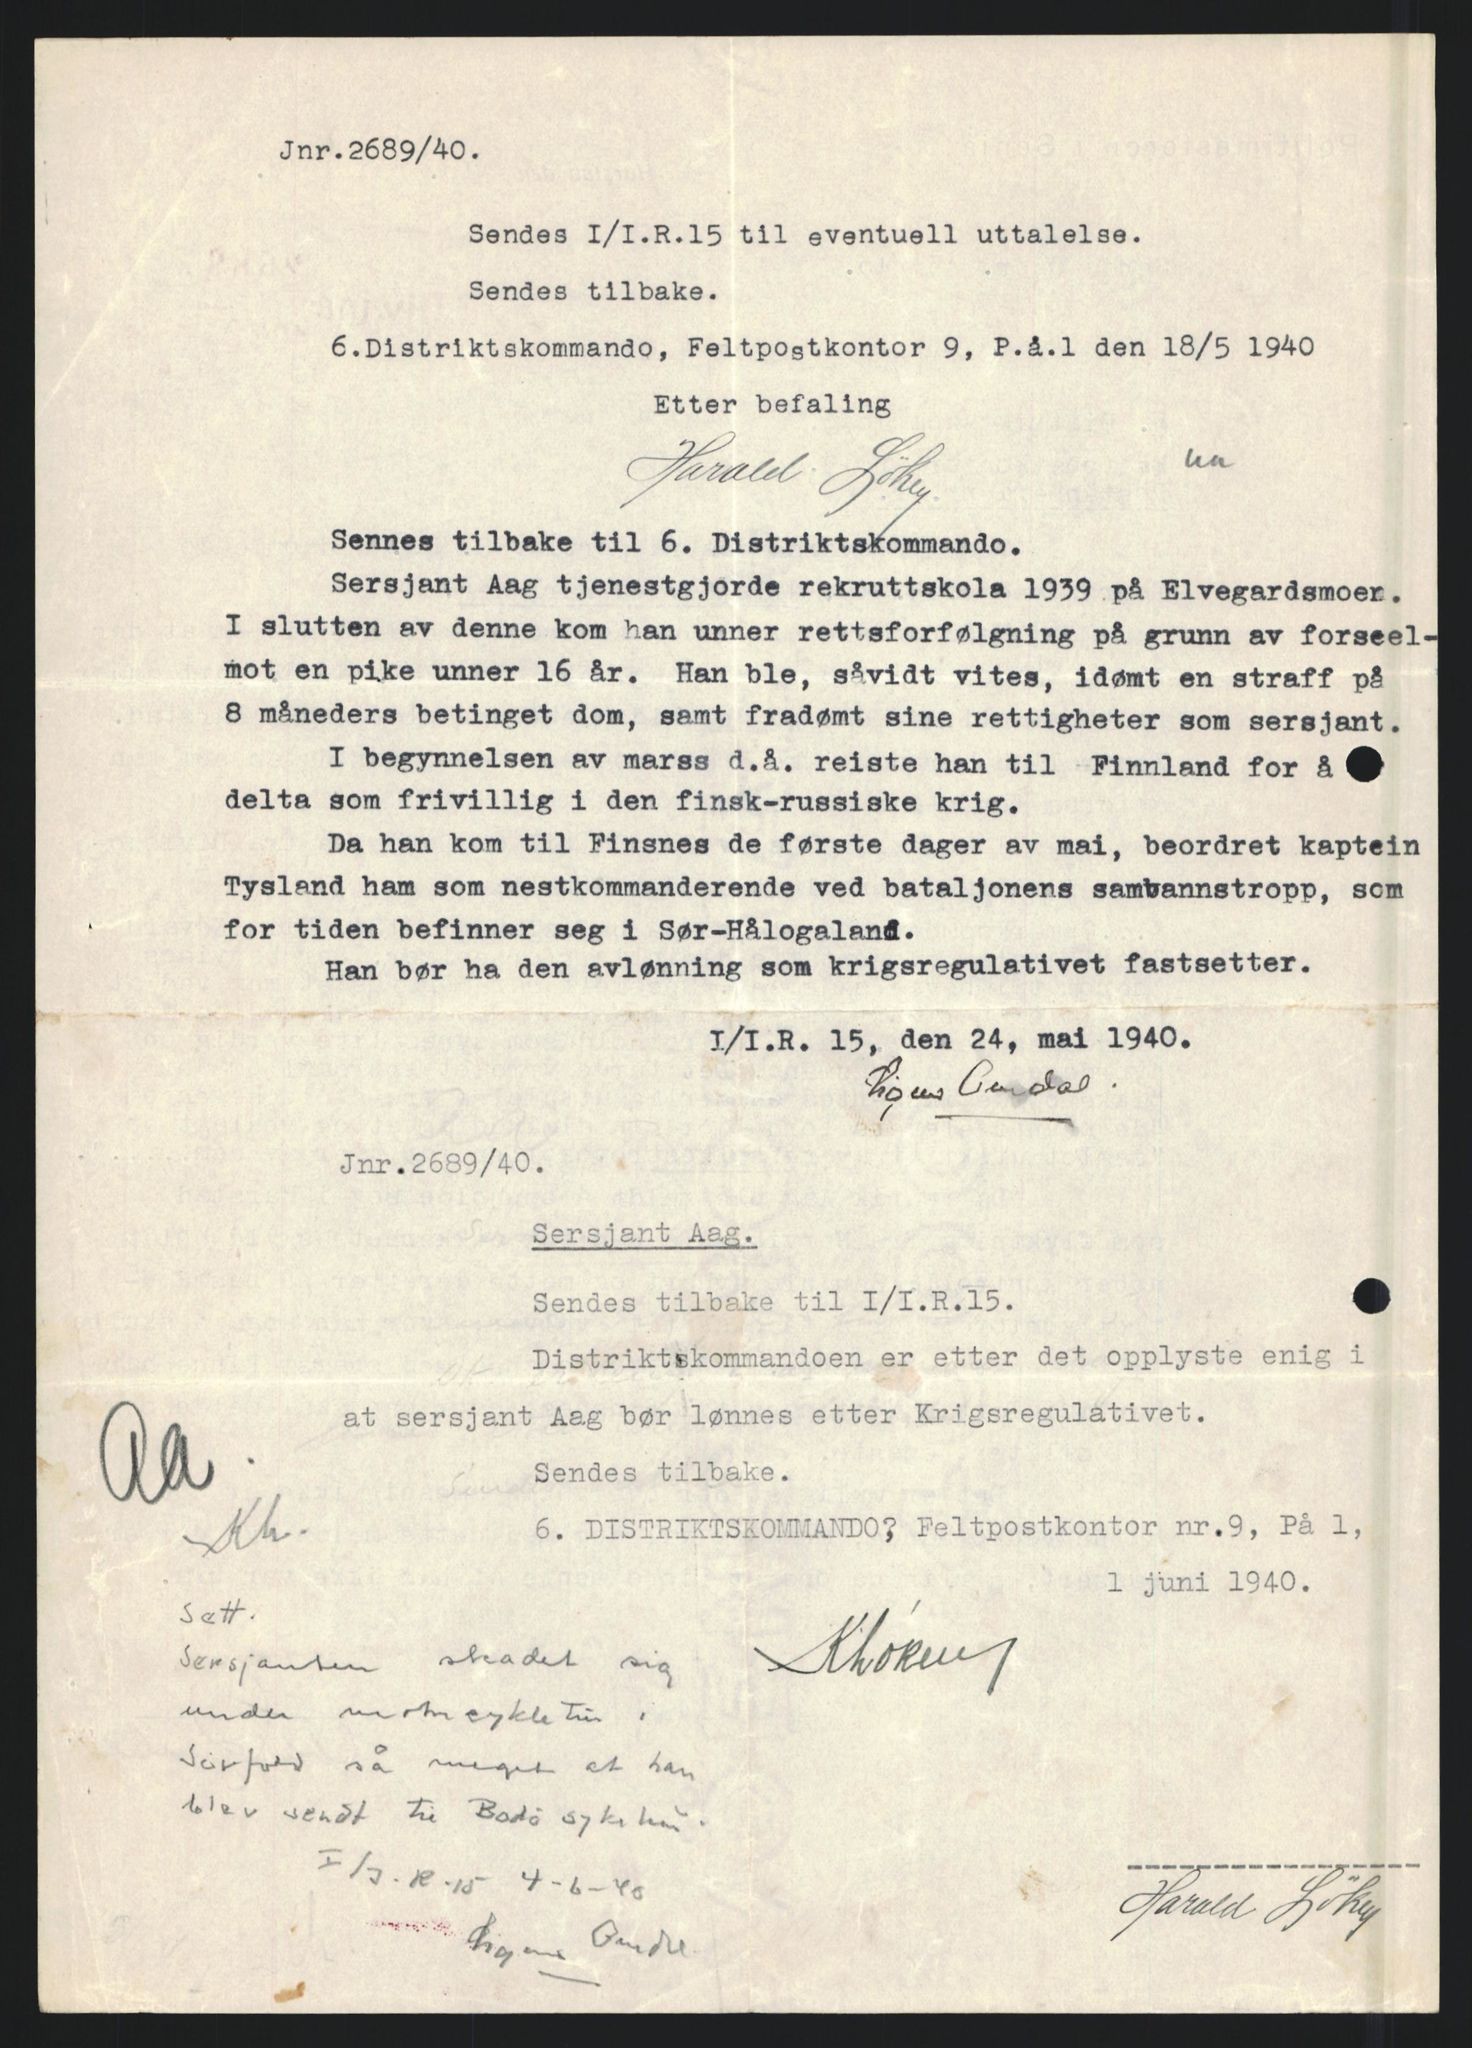 Jnr.2689/40.
Sendes I/I.R.15 til eventuell uttalelse.
Sendes tilbake.
6.Distriktskommando, Feltpostkontor 9, P.å.1 den 18/5 1940
Etter befaling
Harald Løken
Sennes tilbake til 6. Distriktskommando.
Sersjant Aag tjenestgjorde rekruttskola 1939 på Elvegardsmoen.
I slutten av denne kom han unner rettsforfølgning på grunn av forseel-
mot en pike unner 16 år. Han ble, såvidt vites, idømt en straff på
8 måneders betinget dom, samt fradømt sine rettigheter som sersjant.
I begynnelsen av marss d.å. reiste han til Finnland for å
delta som frivillig i den finsk-russiske krig.
Da han kom til Finsnes de første dager av mai, beordret kaptein
Tysland ham som nestkommanderende ved bataljonens sambannstropp, som
for tiden befinner seg i Sør-Hålogaland.
Han bør ha den avlønning som krigsregulativet fastsetter.
I/I.R. 15, den 24, mai 1940.
Jnr.2689/40.
Sersjant Aag.
Sendes tilbake til I/I.R.15.
Distriktskommandoen er etter det opplyste enig i
at sersjant Aag bør lønnes etter Krigsregulativet.
Sendes tilbake.
6. DISTRIKTSKOMMANDO? Feltpostkontor nr.9, På 1,
1 juni 1940.
Aa.
Kh.
Sett.
Sersjanten skadet sig
under motorcykletur i
Sörfold så meget at han
blev sendt til Bodö sykehus.
I/I.R.15 4-6-40
Harald Løken